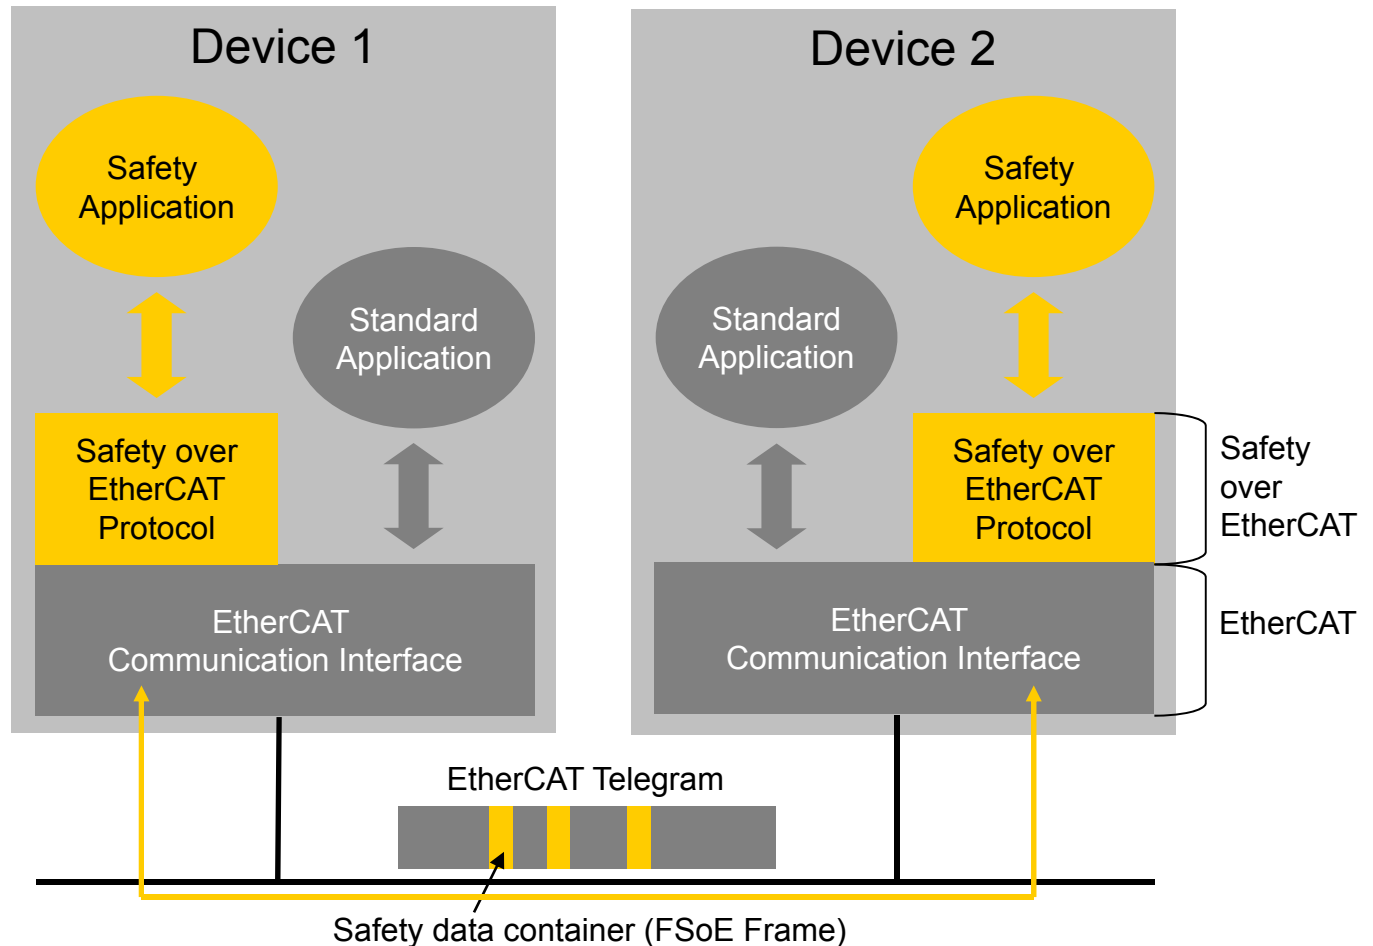 Device 1
Device 2
Safety
Application
Safety
Application
Standard
Application
Standard
Application
Safety over
EtherCAT
Protocol
Safety over
EtherCAT
Protocol
Safety
over
EtherCAT
EtherCAT
Communication Interface
EtherCAT
Communication Interface
EtherCAT
EtherCAT Telegram
Safety data container (FSoE Frame)